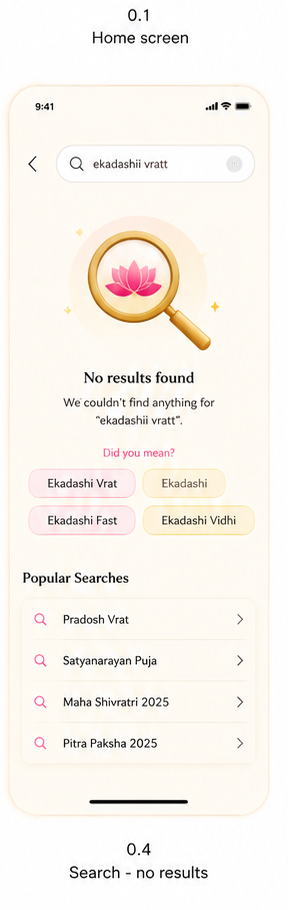 0.1
Home screen
9:41
ekadashii vratt
No results found
We couldn't find anything for
"ekadashii vratt".
Did you mean?
Ekadashi Vrat
Ekadashi
Ekadashi Fast
Ekadashi Vidhi
Popular Searches
Pradosh Vrat
Satyanarayan Puja
Maha Shivratri 2025
Pitra Paksha 2025
0.4
Search - no results